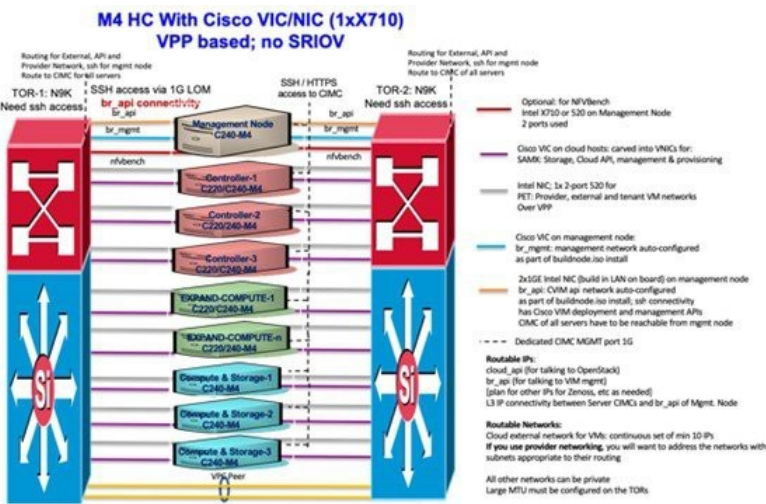 M4 HC With Cisco VIC/NIC (1xX710)
VPP based; no SRIOV
Routing for External, API and
Provider Network, ssh for mgmt node
Route to CIMC for all servers
Routing for External, API and
Provider Network, ssh for mgmt node
Route to CIMC of all servers
TOR-1: N9K
Need ssh access
SSH access via 1G LOM
br_api connectivity
SSH / HTTPS
access to CIMC
TOR-2: N9K
Need ssh access
br_api
br_mgmt
nfvbench
br_api
br_mgmt
nfvbench
Management Node
C240-M4
Controller-1
C220/240-M4
Controller-2
C220/240-M4
Controller-3
C220/C240-M4
EXPAND-COMPUTE-1
C220/C240-M4
EXPAND-COMPUTE-n
C220/240-M4
Compute & Storage-1
C240-M4
Compute & Storage-2
C240-M4
Compute & Storage-3
C240-M4
VPC Peer
Si
Si
Optional: for NFVBench
Intel X710 or 520 on Management Node
2 ports used
Cisco VIC on cloud hosts: carved into VNICs for:
SAMX: Storage, Cloud API, management & provisioning
Intel NIC; 1x 2-port 520 for
PET: Provider, external and tenant VM networks
Over VPP
Cisco VIC on management node:
br_mgmt: management network auto-configured
as part of buildnode.iso install
2x1GE Intel NIC (build in LAN on board) on management node
br_api: CVIM api network auto-configured
as part of buildnode.iso install; ssh connectivity
has Cisco VIM deployment and management APIs
CIMC of all servers have to be reachable from mgmt node
Dedicated CIMC MGMT port 1G
Routable IPs:
cloud_api (for talking to OpenStack)
br_api (for talking to VIM mgmt)
[plan for other IPs for Zenoss, etc as needed]
L3 IP connectivity between Server CIMCs and br_api of Mgmt. Node
Routable Networks:
Cloud external network for VMs: continuous set of min 10 IPs
If you use provider networking, you will want to address the networks with
subnets appropriate to their routing
All other networks can be private
Large MTU must be configured on the TORs